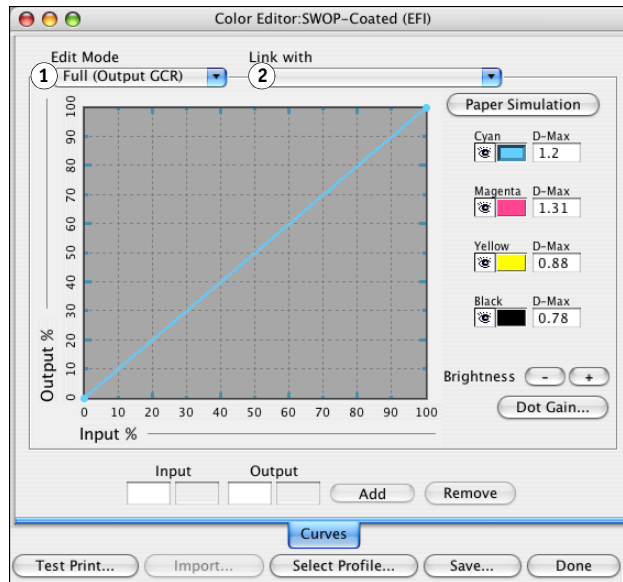 Color Editor:SWOP-Coated (EFI)
Edit Mode
Link with
1
Full (Output GCR)
2
Paper Simulation
Cyan D-Max
1.2
Magenta D-Max
1.31
Yellow D-Max
0.88
Black D-Max
0.78
Brightness - +
Dot Gain...
Output %
100
90
80
70
60
50
40
30
20
10
0
0 10 20 30 40 50 60 70 80 90 100
Input %
Input Output
Add Remove
Curves
Test Print... Import... Select Profile... Save... Done